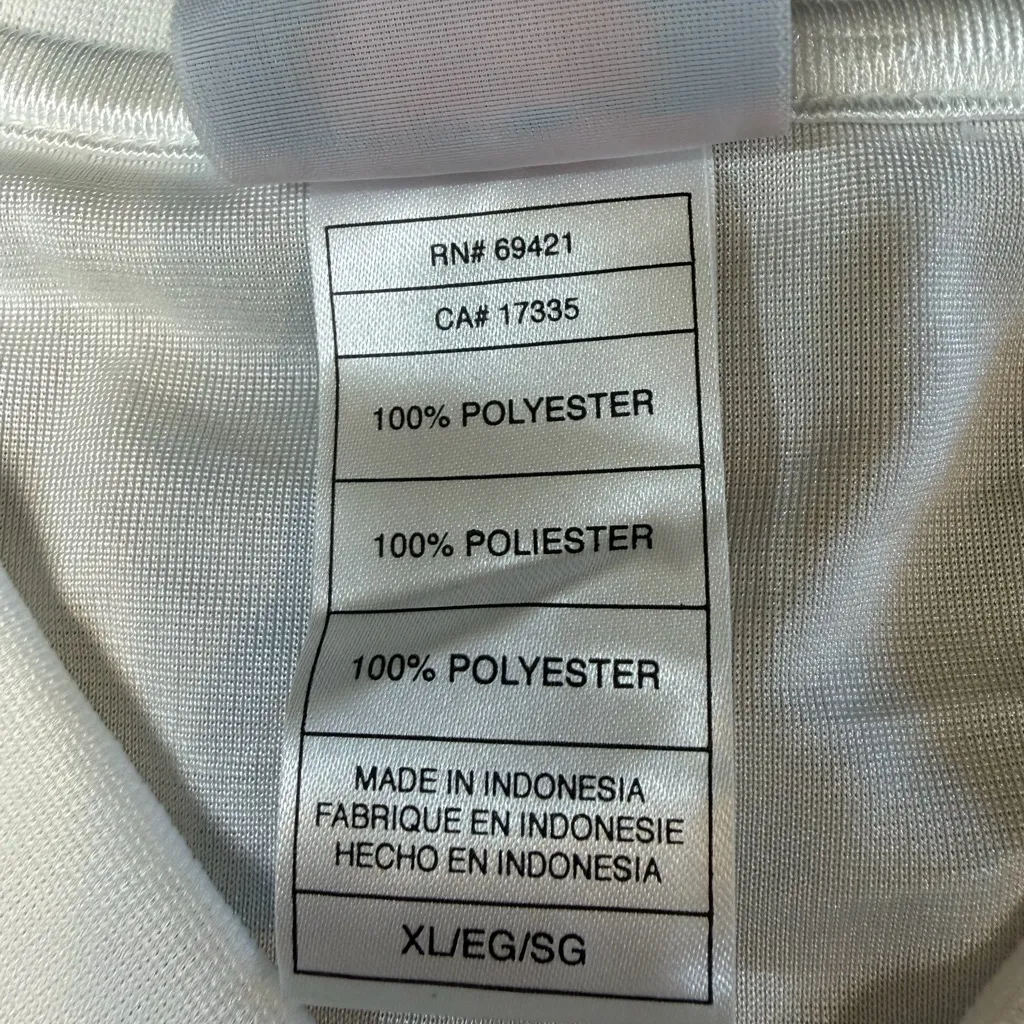 RN# 69421
CA# 17335
100% POLYESTER
100% POLIESTER
100% POLYESTER
MADE IN INDONESIA
FABRIQUE EN INDONESIE
HECHO EN INDONESIA
XL/EG/SG